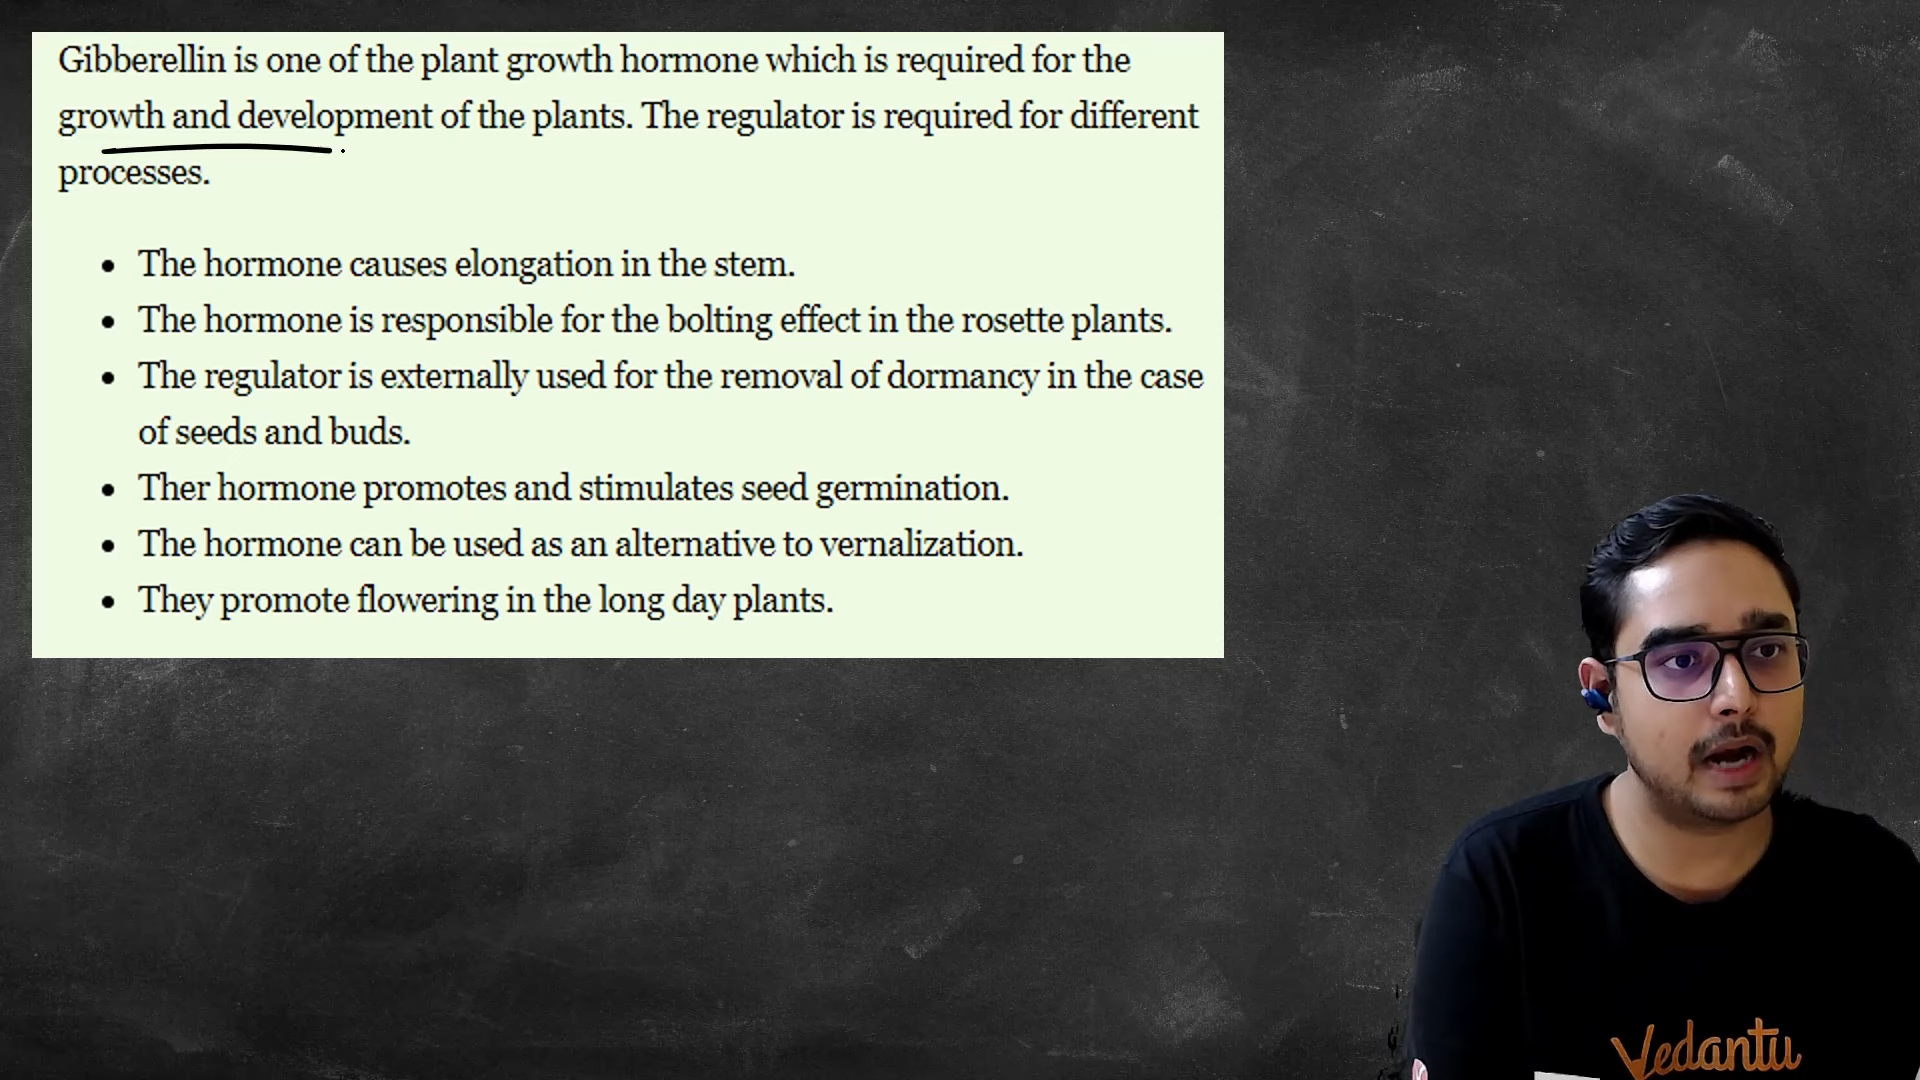 Gibberellin is one of the plant growth hormone which is required for the
growth and development of the plants. The regulator is required for different
processes.
• The hormone causes elongation in the stem.
• The hormone is responsible for the bolting effect in the rosette plants.
• The regulator is externally used for the removal of dormancy in the case
of seeds and buds.
• Ther hormone promotes and stimulates seed germination.
• The hormone can be used as an alternative to vernalization.
• They promote flowering in the long day plants.
Vedantu